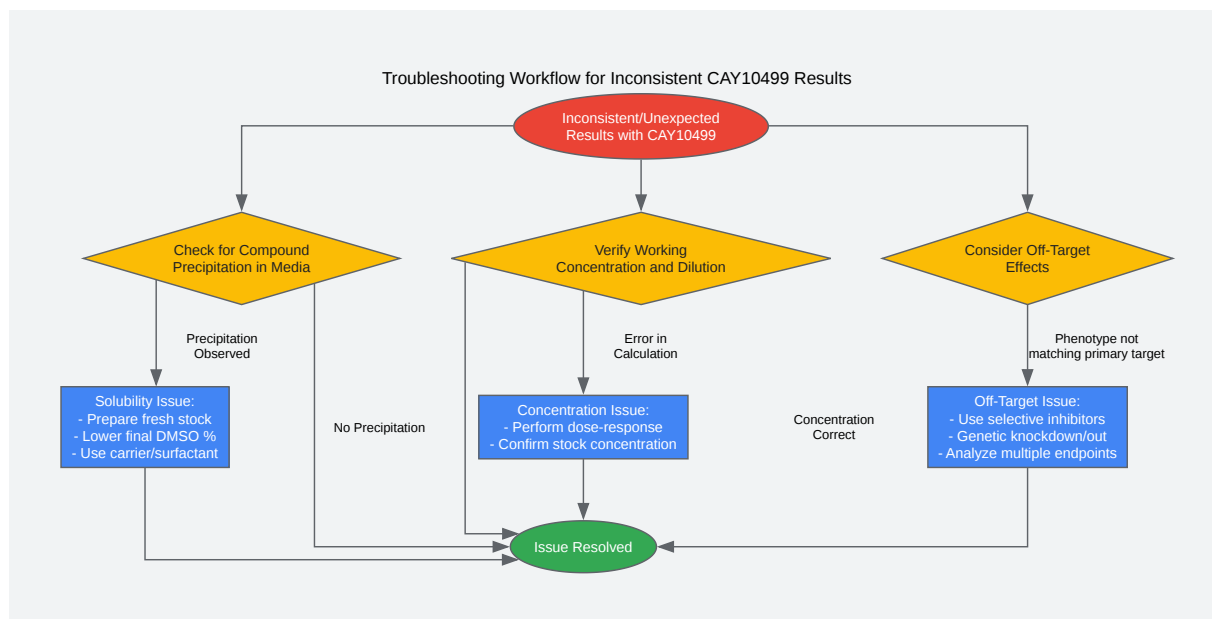 Troubleshooting Workflow for Inconsistent CAY10499 Results
Inconsistent/Unexpected
Results with CAY10499
Check for Compound
Precipitation in Media
Verify Working
Concentration and Dilution
Consider Off-Target
Effects
Precipitation
Observed
Error in
Calculation
Phenotype not
matching primary target
Solubility Issue:
- Prepare fresh stock
- Lower final DMSO %
- Use carrier/surfactant
No Precipitation
Concentration Issue:
- Perform dose-response
- Confirm stock concentration
Concentration
Correct
Off-Target Issue:
- Use selective inhibitors
- Genetic knockdown/out
- Analyze multiple endpoints
Issue Resolved